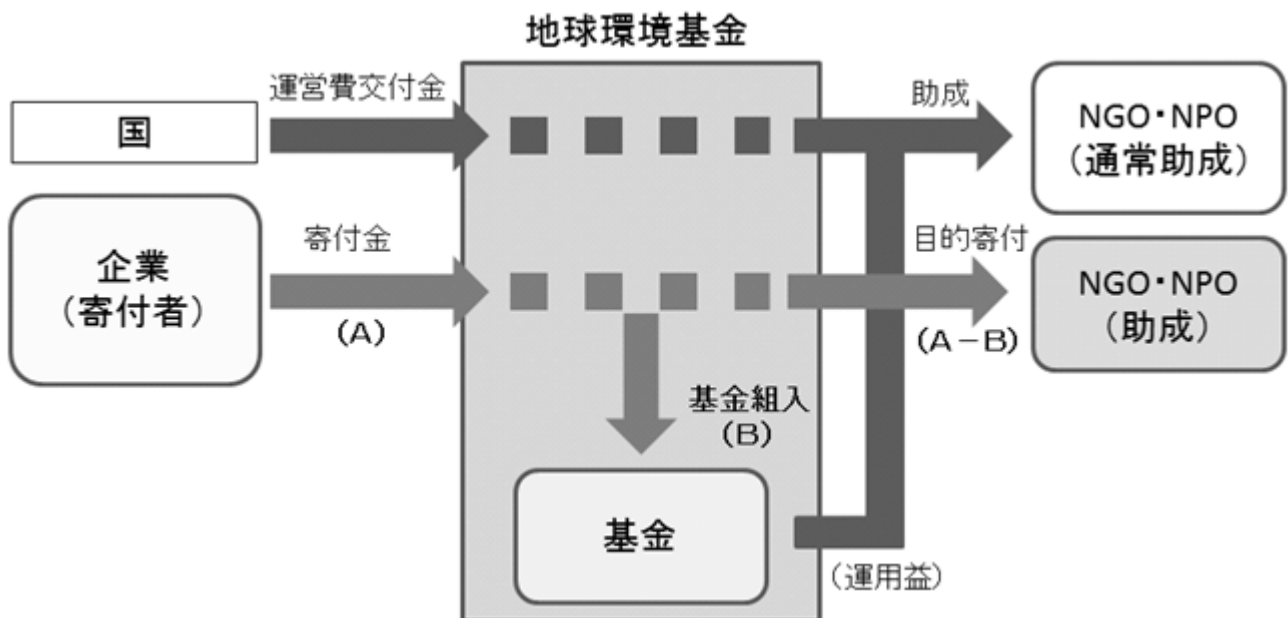 地球環境基金
国
運営費交付金
助成
NGO・NPO
(通常助成)
企業
(寄付者)
寄付金
(A)
目的寄付
(A-B)
NGO・NPO
(助成)
基金組入
(B)
基金
(運用益)